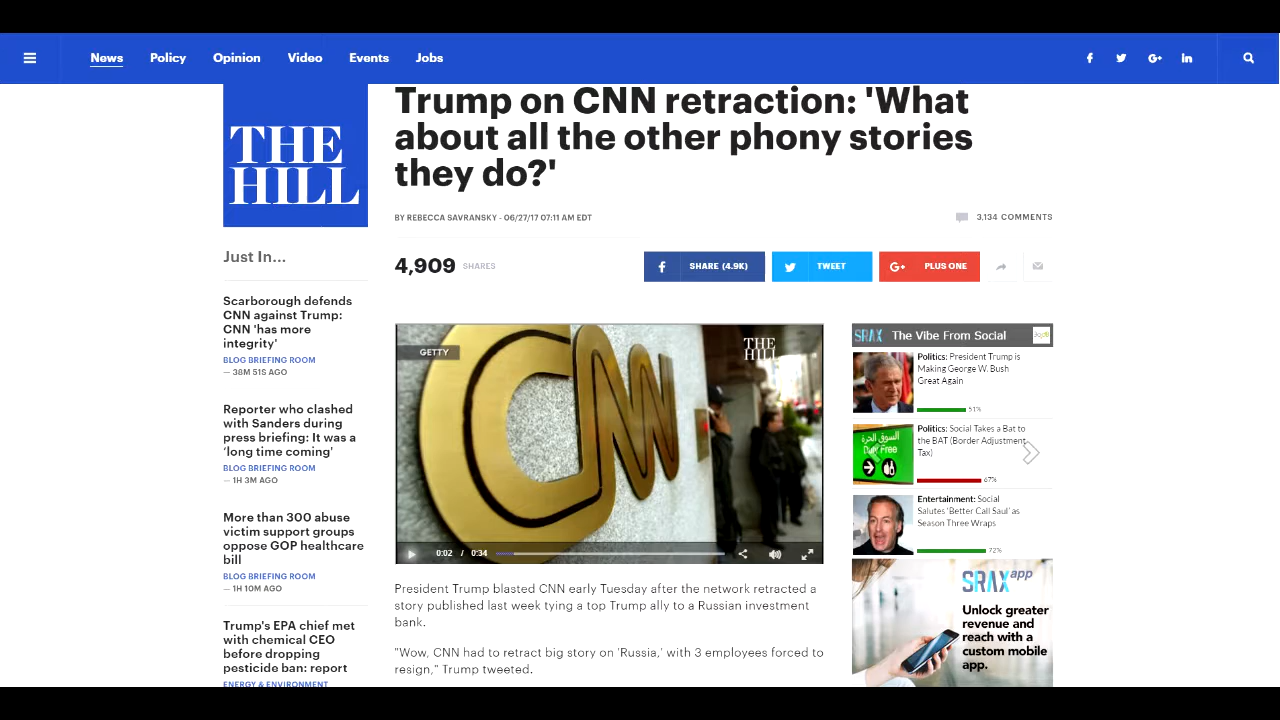 News Policy Opinion Video Events Jobs
Trump on CNN retraction: 'What
about all the other phony stories
they do?'
THE
HILL
BY REBECCA SAVRANSKY - 06/27/17 07:11 AM EDT
3,134 COMMENTS
4,909 SHARES
SHARE (4.9K)
TWEET
G+ PLUS ONE
Just In...
Scarborough defends
CNN against Trump:
CNN 'has more
integrity'
BLOG BRIEFING ROOM
— 38M 51S AGO
Reporter who clashed
with Sanders during
press briefing: It was a
'long time coming'
BLOG BRIEFING ROOM
— 1H 3M AGO
More than 300 abuse
victim support groups
oppose GOP healthcare
bill
BLOG BRIEFING ROOM
— 1H 10M AGO
Trump's EPA chief met
with chemical CEO
before dropping
pesticide ban: report
ENERGY & ENVIRONMENT
GETTY
THE
HILL
CNN
0:02 / 0:34
President Trump blasted CNN early Tuesday after the network retracted a
story published last week tying a top Trump ally to a Russian investment
bank.
"Wow, CNN had to retract big story on 'Russia,' with 3 employees forced to
resign," Trump tweeted.
SRAX The Vibe From Social
Politics: President Trump is
Making George W. Bush
Great Again
51%
السوق الحرة
Duty Free
Politics: Social Takes a Bat to
the BAT (Border Adjustment
Tax)
67%
Entertainment: Social
Salutes 'Better Call Saul' as
Season Three Wraps
72%
SRAX app
Unlock greater
revenue and
reach with a
custom mobile
app.